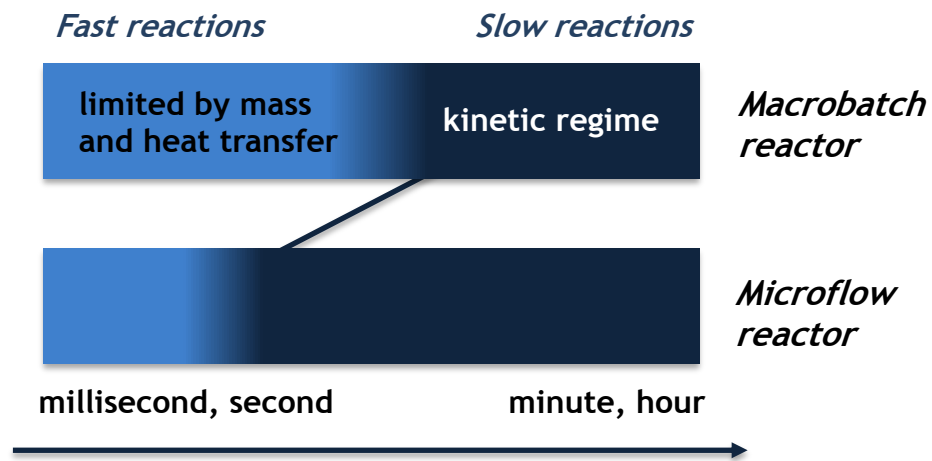 Fast reactions
Slow reactions
limited by mass
and heat transfer
kinetic regime
Macrobatch
reactor
Microflow
reactor
millisecond, second
minute, hour